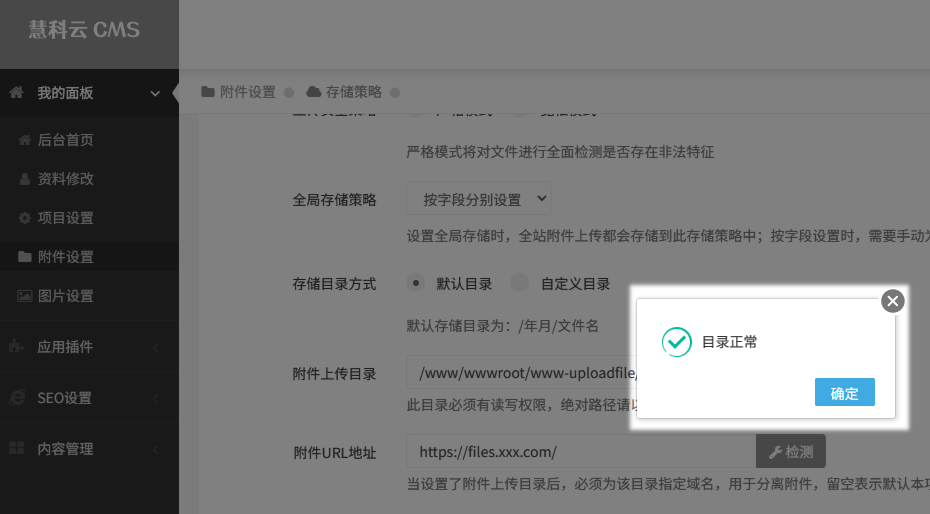 慧科云 CMS
我的面板
后台首页
资料修改
项目设置
附件设置
图片设置
应用插件
SEO设置
内容管理
附件设置 存储策略
严格模式将对文件进行全面检测是否存在非法特征
全局存储策略 按字段分别设置
设置全局存储时，全站附件上传都会存储到此存储策略中；按字段设置时，需要手动
存储目录方式 默认目录 自定义目录
默认存储目录为：/年月/文件名
附件上传目录 /www/wwwroot/www-uploadfile/
此目录必须有读写权限，绝对路径请
附件URL地址 https://files.xxx.com/ 检测
当设置了附件上传目录后，必须为该目录指定域名，用于分离附件，留空表示默认本
目录正常
确定